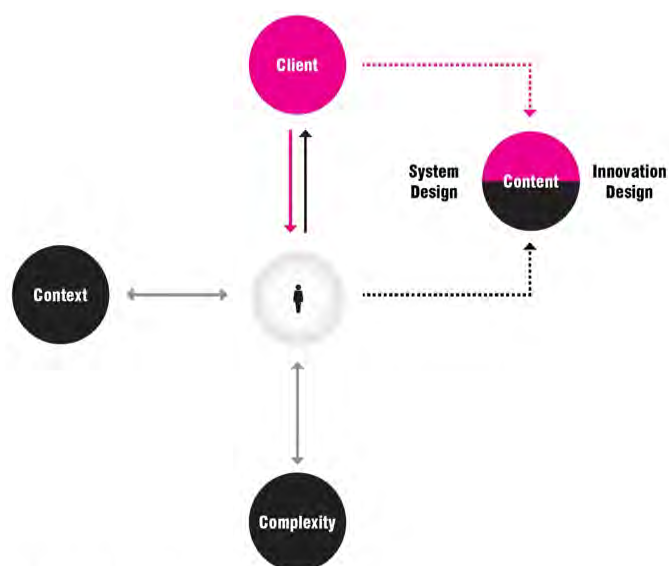 Client
System
Design
Content
Innovation
Design
Context
Complexity